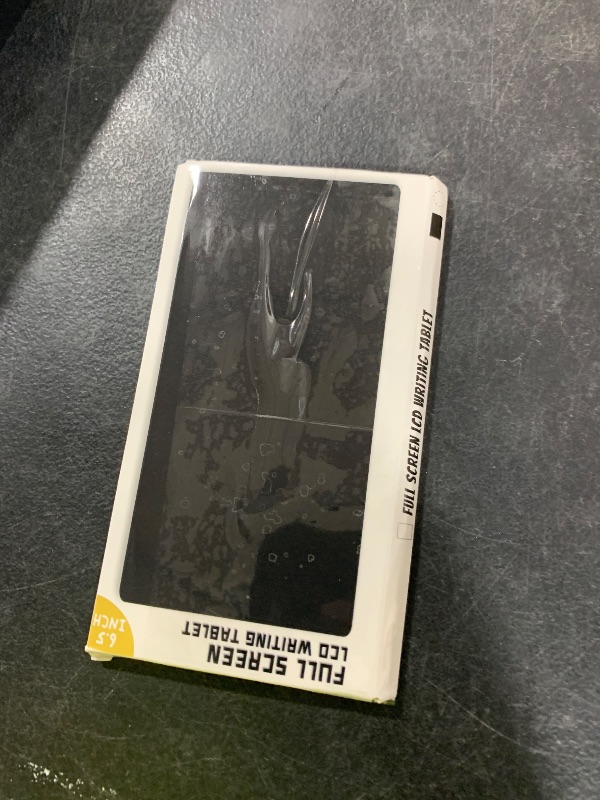 FULL SCREEN
LCD WRITING TABLET
6.5
INCH
FULL SCREEN LCD WRITING TABLET